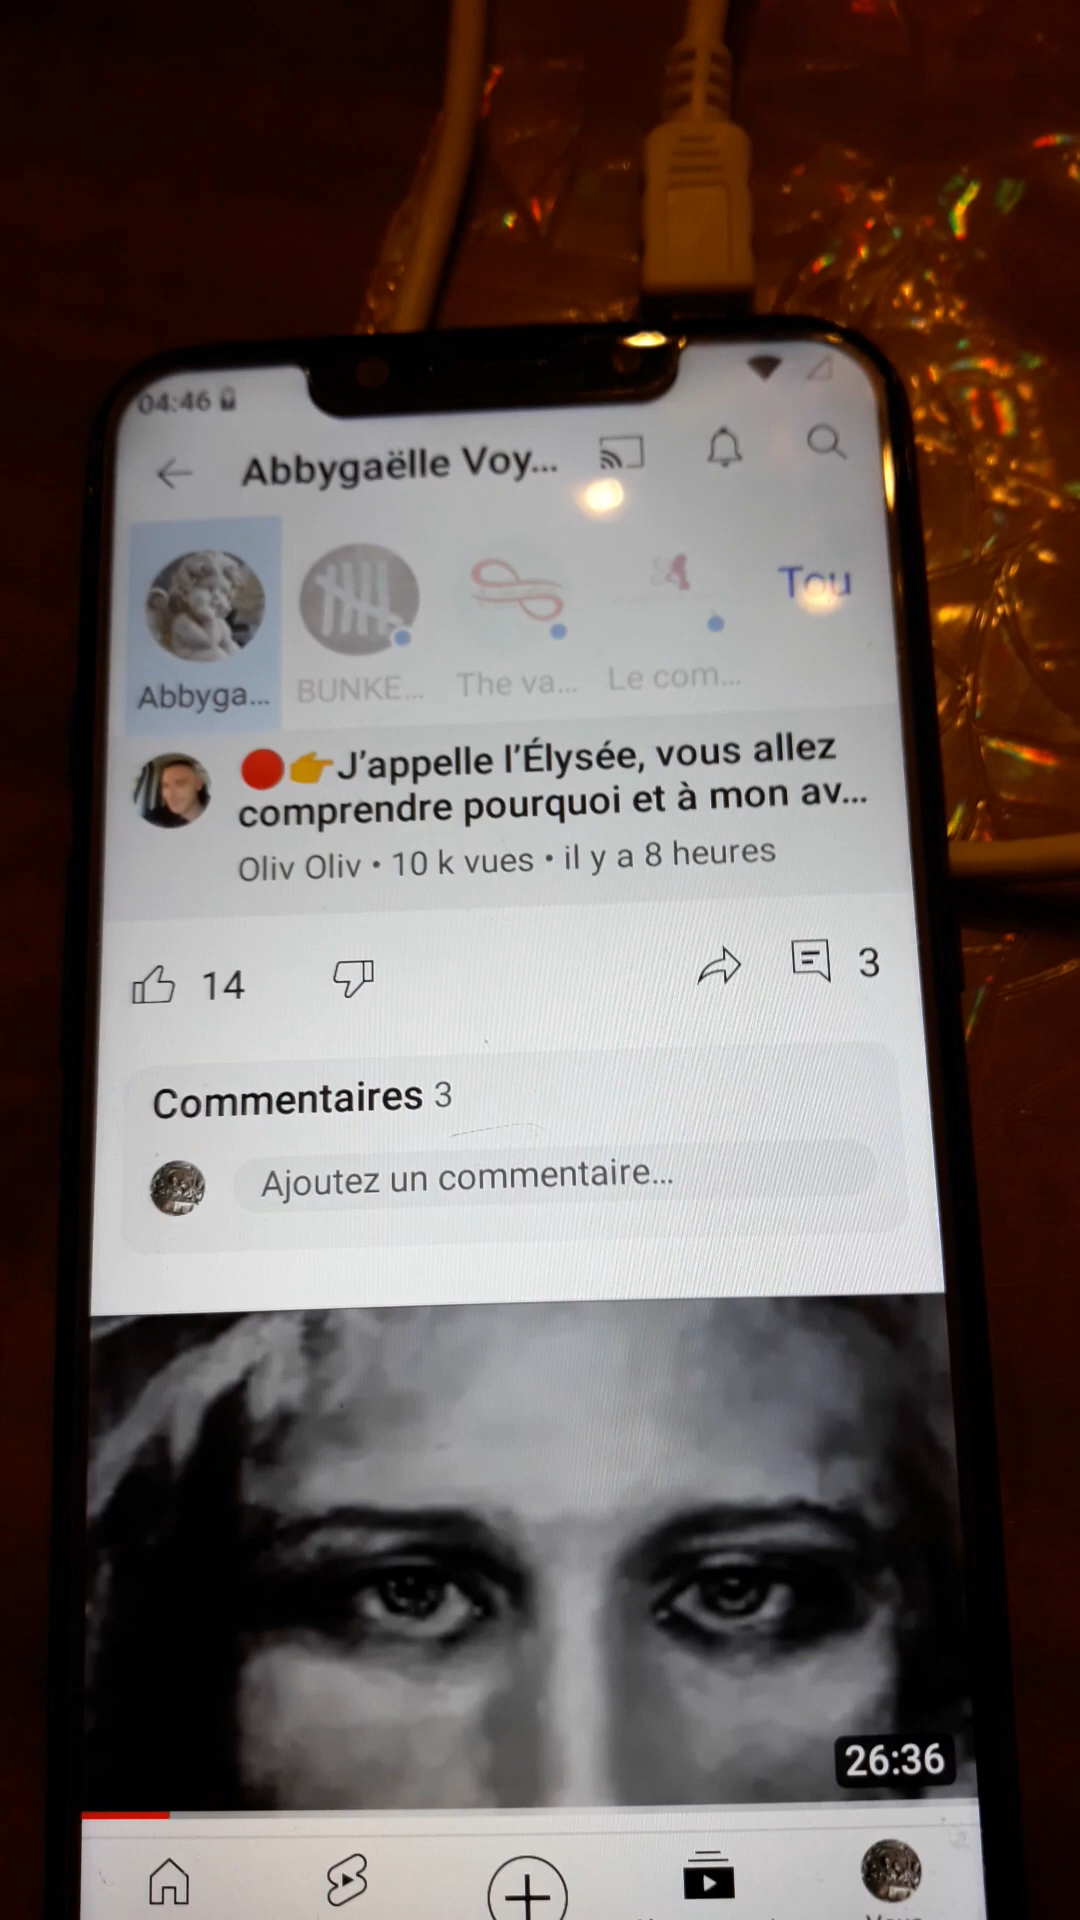 04:46
Abbygaëlle Voy...
Tou
Abbyga...
BUNKE...
The va...
Le com...
🔴👉J'appelle l'Élysée, vous allez
comprendre pourquoi et à mon av...
Oliv Oliv • 10 k vues • il y a 8 heures
14
3
Commentaires 3
Ajoutez un commentaire...
26:36